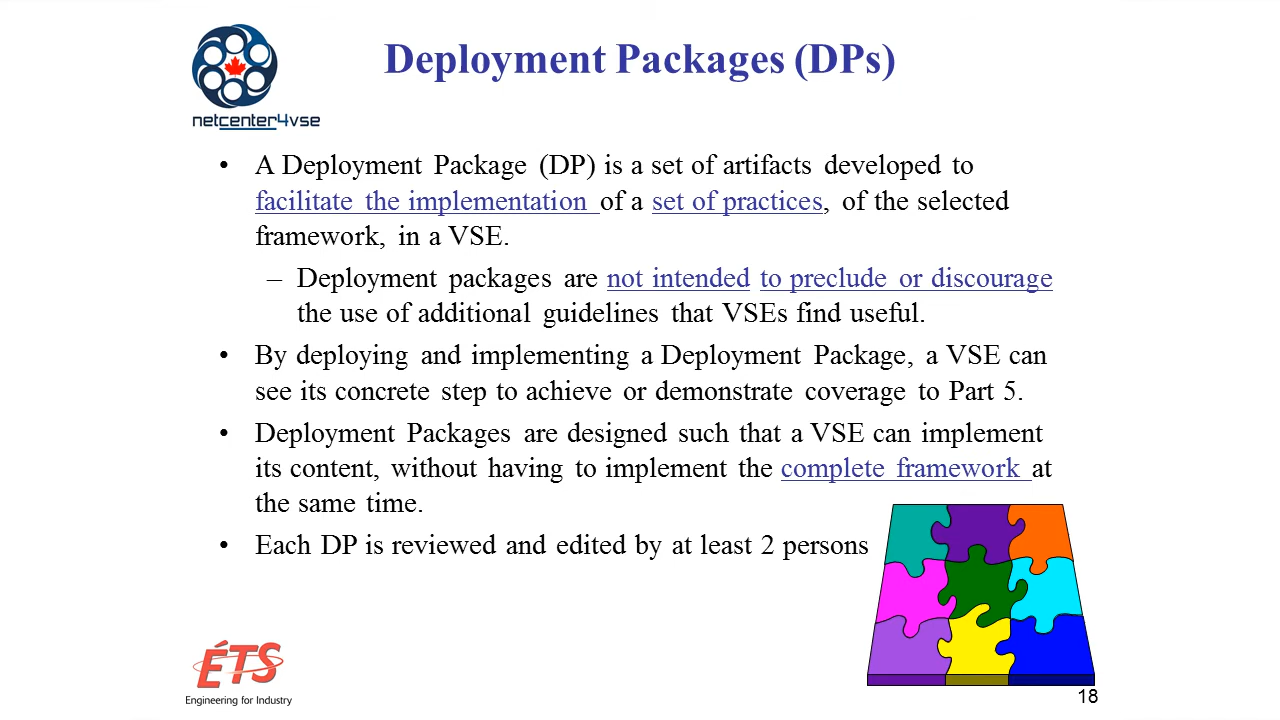 Deployment Packages (DPs)
netcenter4vse
• A Deployment Package (DP) is a set of artifacts developed to
facilitate the implementation of a set of practices, of the selected
framework, in a VSE.
– Deployment packages are not intended to preclude or discourage
the use of additional guidelines that VSEs find useful.
• By deploying and implementing a Deployment Package, a VSE can
see its concrete step to achieve or demonstrate coverage to Part 5.
• Deployment Packages are designed such that a VSE can implement
its content, without having to implement the complete framework at
the same time.
• Each DP is reviewed and edited by at least 2 persons
ÉTS
Engineering for Industry
18